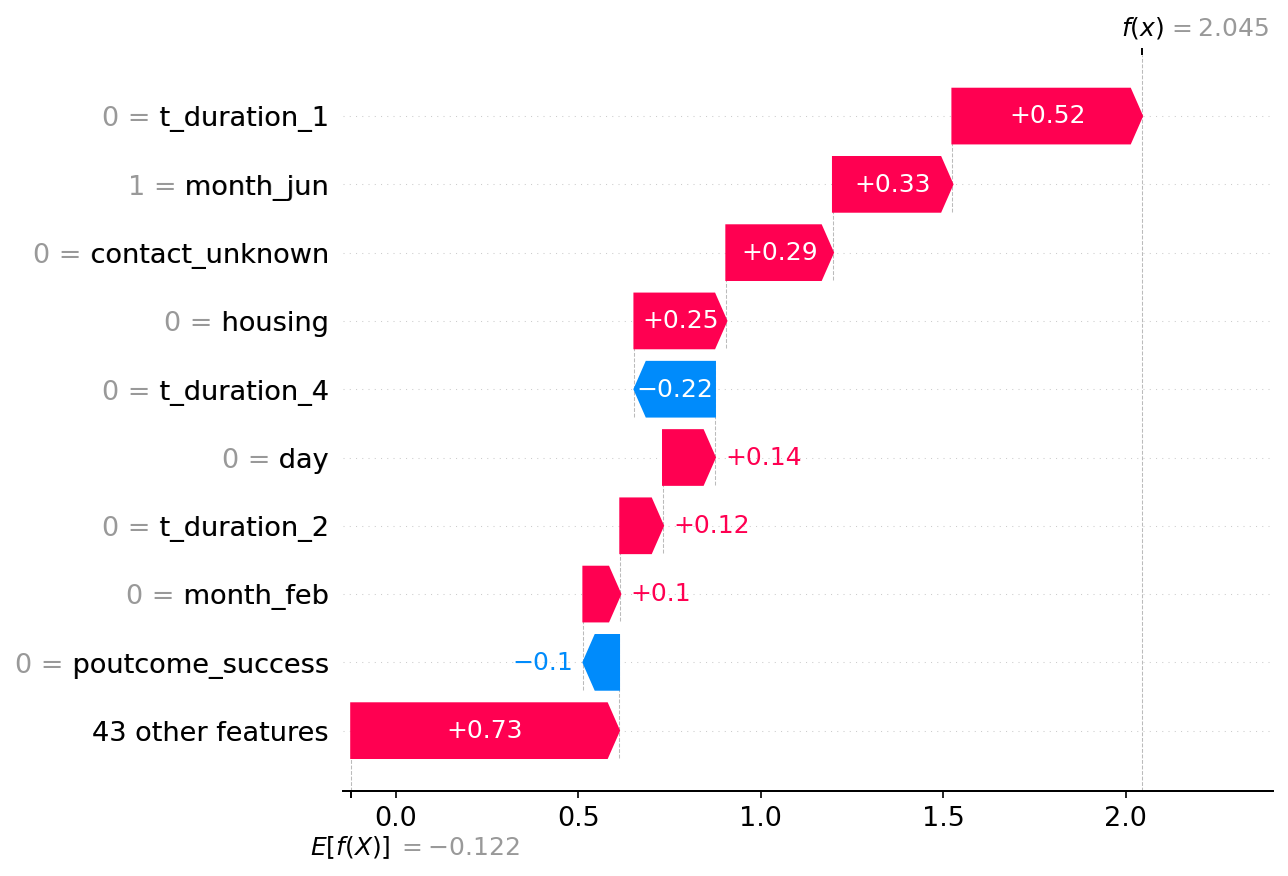 f(x) = 2.045
0 = t_duration_1 +0.52
1 = month_jun +0.33
0 = contact_unknown +0.29
0 = housing +0.25
0 = t_duration_4 −0.22
0 = day +0.14
0 = t_duration_2 +0.12
0 = month_feb +0.1
0 = poutcome_success −0.1
43 other features +0.73
0.0 0.5 1.0 1.5 2.0
E[f(X)] = −0.122